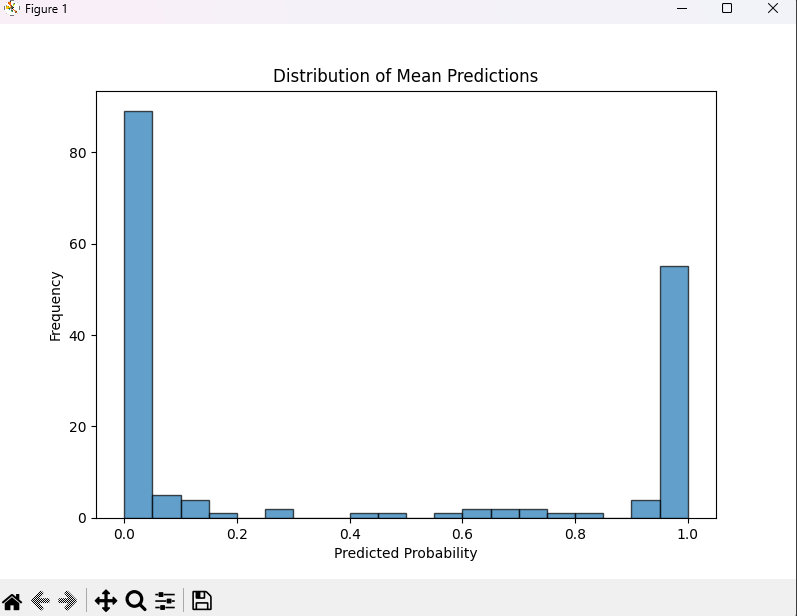 Figure 1
Distribution of Mean Predictions
80
60
40
20
0
Frequency
0.0 0.2 0.4 0.6 0.8 1.0
Predicted Probability